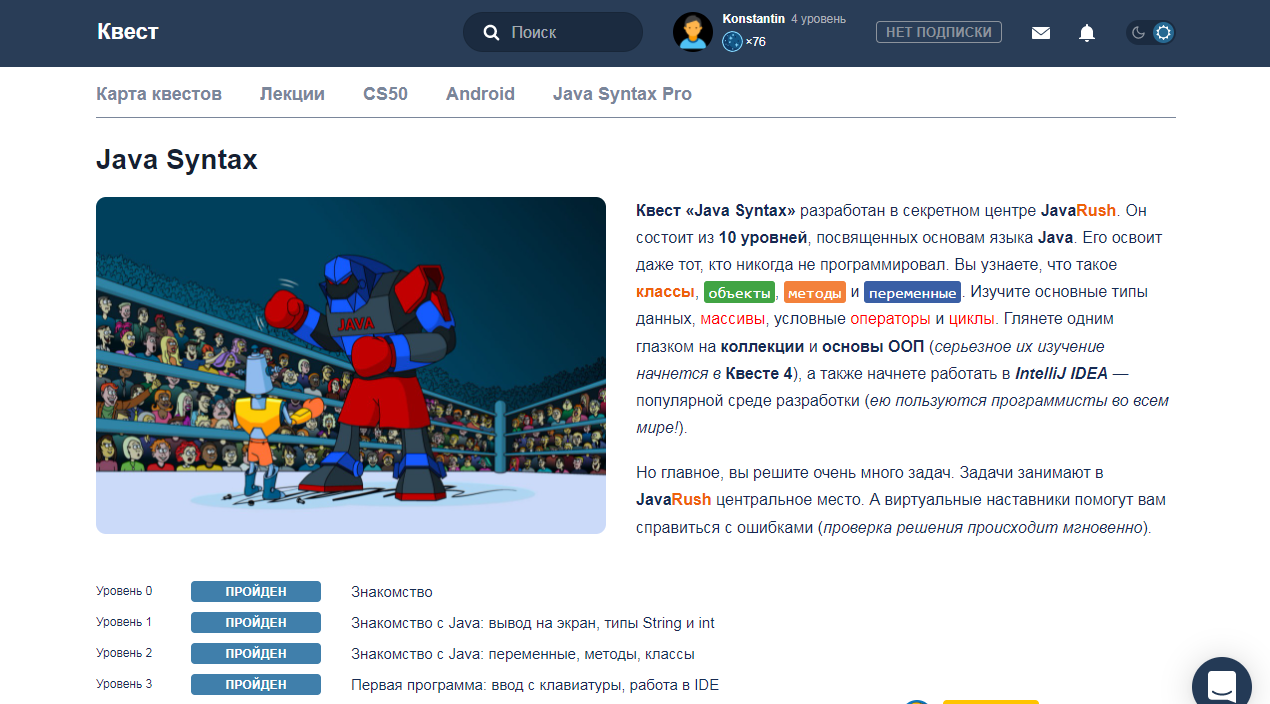 Квест
Поиск
Konstantin 4 уровень
×76
НЕТ ПОДПИСКИ
Карта квестов Лекции CS50 Android Java Syntax Pro
Java Syntax
JAVA
Квест «Java Syntax» разработан в секретном центре JavaRush. Он
состоит из 10 уровней, посвященных основам языка Java. Его освоит
даже тот, кто никогда не программировал. Вы узнаете, что такое
классы, объекты, методы и переменные. Изучите основные типы
данных, массивы, условные операторы и циклы. Глянете одним
глазком на коллекции и основы ООП (серьезное их изучение
начнется в Квесте 4), а также начнете работать в IntelliJ IDEA —
популярной среде разработки (ею пользуются программисты во всем
мире!).
Но главное, вы решите очень много задач. Задачи занимают в
JavaRush центральное место. А виртуальные наставники помогут вам
справиться с ошибками (проверка решения происходит мгновенно).
Уровень 0 ПРОЙДЕН Знакомство
Уровень 1 ПРОЙДЕН Знакомство с Java: вывод на экран, типы String и int
Уровень 2 ПРОЙДЕН Знакомство с Java: переменные, методы, классы
Уровень 3 ПРОЙДЕН Первая программа: ввод с клавиатуры, работа в IDE